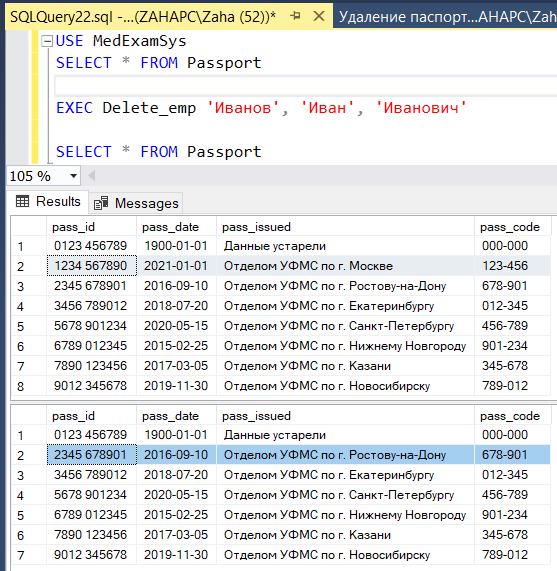 SQLQuery22.sql -...(ZAHAPC\Zaha (52))* Удаление паспорт...AHAPC\Zaha
USE MedExamSys
SELECT * FROM Passport
EXEC Delete_emp 'Иванов', 'Иван', 'Иванович'
SELECT * FROM Passport
105 %
Results Messages
pass_id pass_date pass_issued pass_code
1 0123 456789 1900-01-01 Данные устарели 000-000
2 1234 567890 2021-01-01 Отделом УФМС по г. Москве 123-456
3 2345 678901 2016-09-10 Отделом УФМС по г. Ростову-на-Дону 678-901
4 3456 789012 2018-07-20 Отделом УФМС по г. Екатеринбургу 012-345
5 5678 901234 2020-05-15 Отделом УФМС по г. Санкт-Петербургу 456-789
6 6789 012345 2015-02-25 Отделом УФМС по г. Нижнему Новгороду 901-234
7 7890 123456 2017-03-05 Отделом УФМС по г. Казани 345-678
8 9012 345678 2019-11-30 Отделом УФМС по г. Новосибирску 789-012
pass_id pass_date pass_issued pass_code
1 0123 456789 1900-01-01 Данные устарели 000-000
2 2345 678901 2016-09-10 Отделом УФМС по г. Ростову-на-Дону 678-901
3 3456 789012 2018-07-20 Отделом УФМС по г. Екатеринбургу 012-345
4 5678 901234 2020-05-15 Отделом УФМС по г. Санкт-Петербургу 456-789
5 6789 012345 2015-02-25 Отделом УФМС по г. Нижнему Новгороду 901-234
6 7890 123456 2017-03-05 Отделом УФМС по г. Казани 345-678
7 9012 345678 2019-11-30 Отделом УФМС по г. Новосибирску 789-012